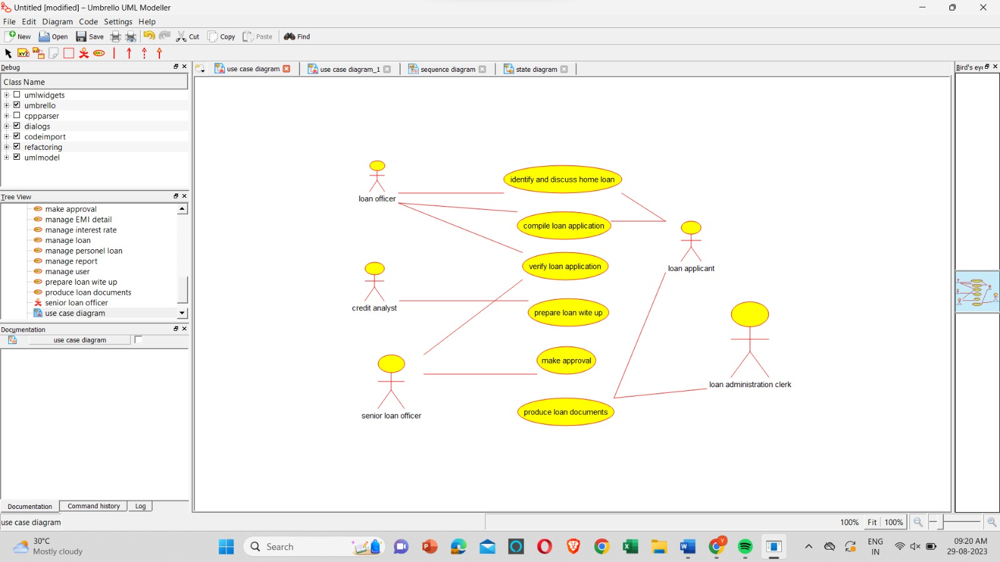 Untitled [modified] – Umbrello UML Modeller
File Edit Diagram Code Settings Help
New Open Save Cut Copy Paste Find
XYZ ABC
Debug
Class Name
umlwidgets
umbrello
cppparser
dialogs
codeimport
refactoring
umlmodel
Tree View
make approval
manage EMI detail
manage interest rate
manage loan
manage personel loan
manage report
manage user
prepare loan wite up
produce loan documents
senior loan officer
use case diagram
Documentation
use case diagram
Documentation Command history Log
use case diagram
use case diagram use case diagram_1 sequence diagram state diagram
Bird's eye
loan officer
identify and discuss home loan
compile loan application
loan applicant
verify loan application
credit analyst
prepare loan wite up
make approval
loan administration clerk
senior loan officer
produce loan documents
100% Fit 100%
30°C
Mostly cloudy
Search
ENG
IN
09:20 AM
29-08-2023